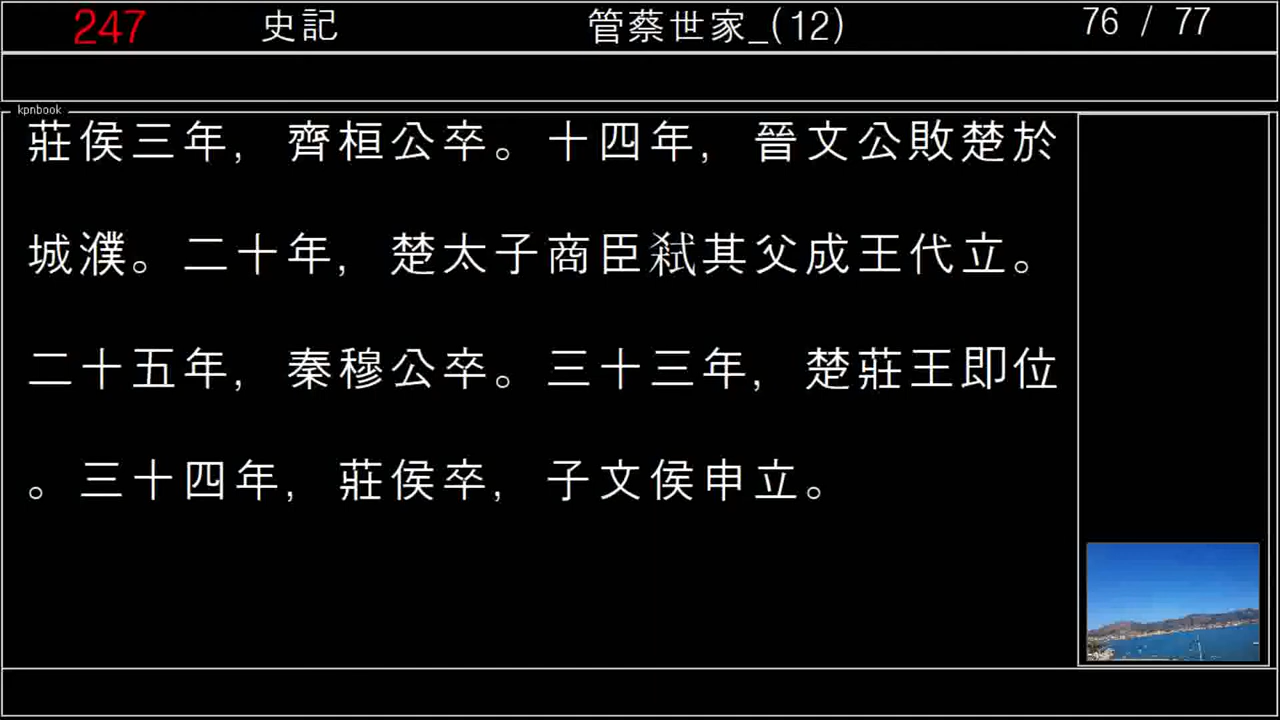 247 史記 管蔡世家_(12) 76 / 77
kpnbook
莊侯三年, 齊桓公卒。十四年, 晉文公敗楚於
城濮。二十年, 楚太子商臣弒其父成王代立。
二十五年, 秦穆公卒。三十三年, 楚莊王即位
。三十四年, 莊侯卒, 子文侯申立。